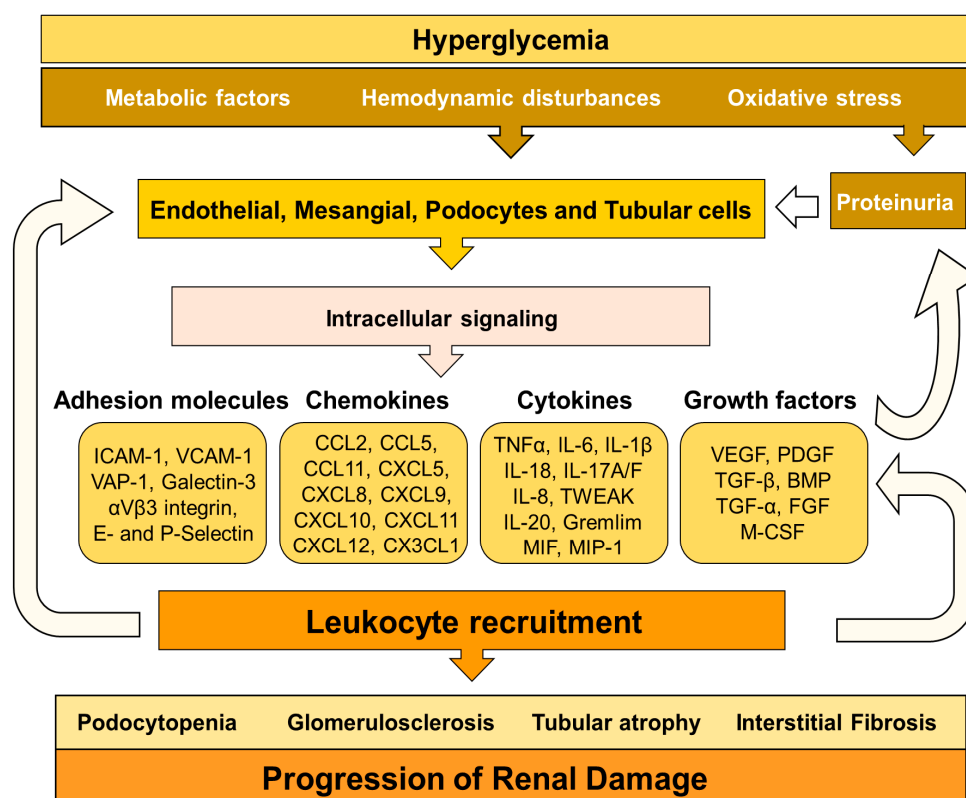 Hyperglycemia
Metabolic factors Hemodynamic disturbances Oxidative stress
Endothelial, Mesangial, Podocytes and Tubular cells
Proteinuria
Intracellular signaling
Adhesion molecules
ICAM-1, VCAM-1
VAP-1, Galectin-3
αVβ3 integrin,
E- and P-Selectin
Chemokines
CCL2, CCL5,
CCL11, CXCL5,
CXCL8, CXCL9,
CXCL10, CXCL11
CXCL12, CX3CL1
Cytokines
TNFα, IL-6, IL-1β
IL-18, IL-17A/F
IL-8, TWEAK
IL-20, Gremlim
MIF, MIP-1
Growth factors
VEGF, PDGF
TGF-β, BMP
TGF-α, FGF
M-CSF
Leukocyte recruitment
Podocytopenia Glomerulosclerosis Tubular atrophy Interstitial Fibrosis
Progression of Renal Damage